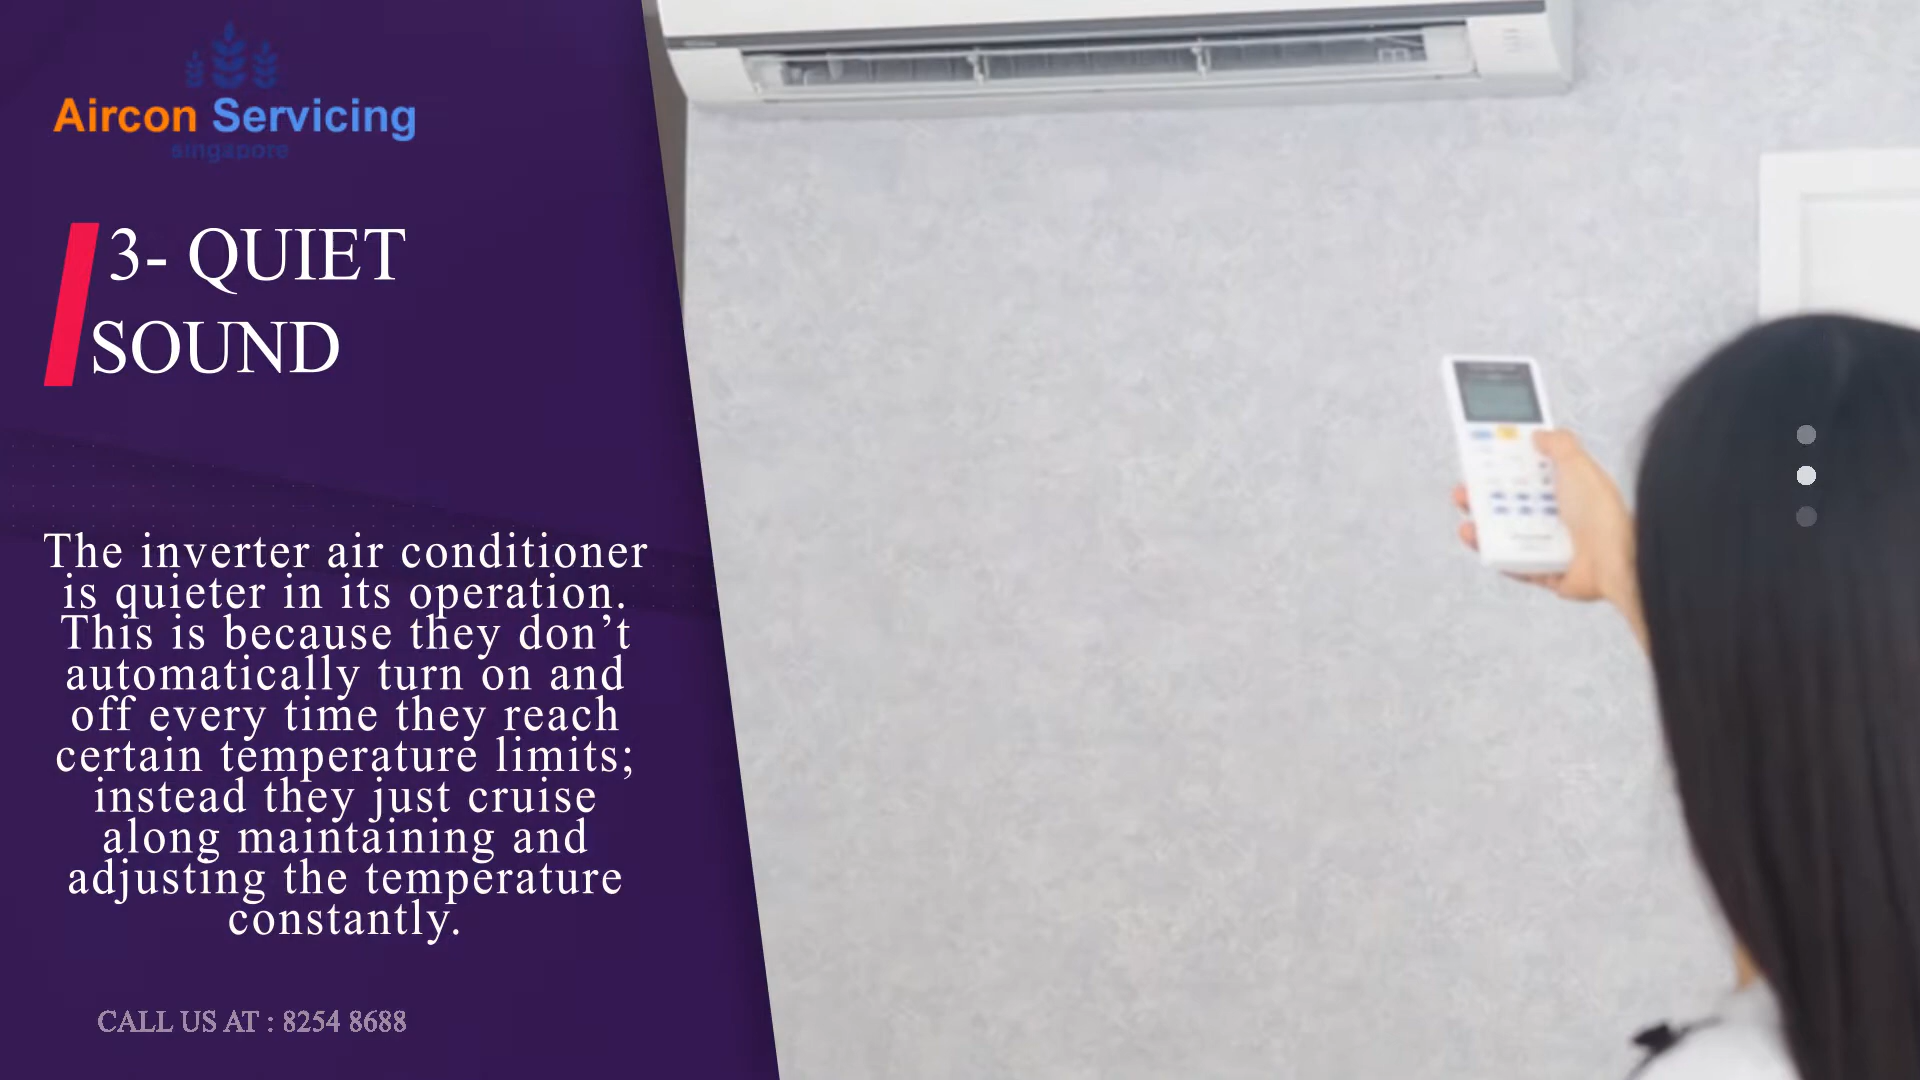 Aircon Servicing
singapore
3- QUIET
SOUND
The inverter air conditioner
is quieter in its operation.
This is because they don’t
automatically turn on and
off every time they reach
certain temperature limits;
instead they just cruise
along maintaining and
adjusting the temperature
constantly.
CALL US AT : 8254 8688